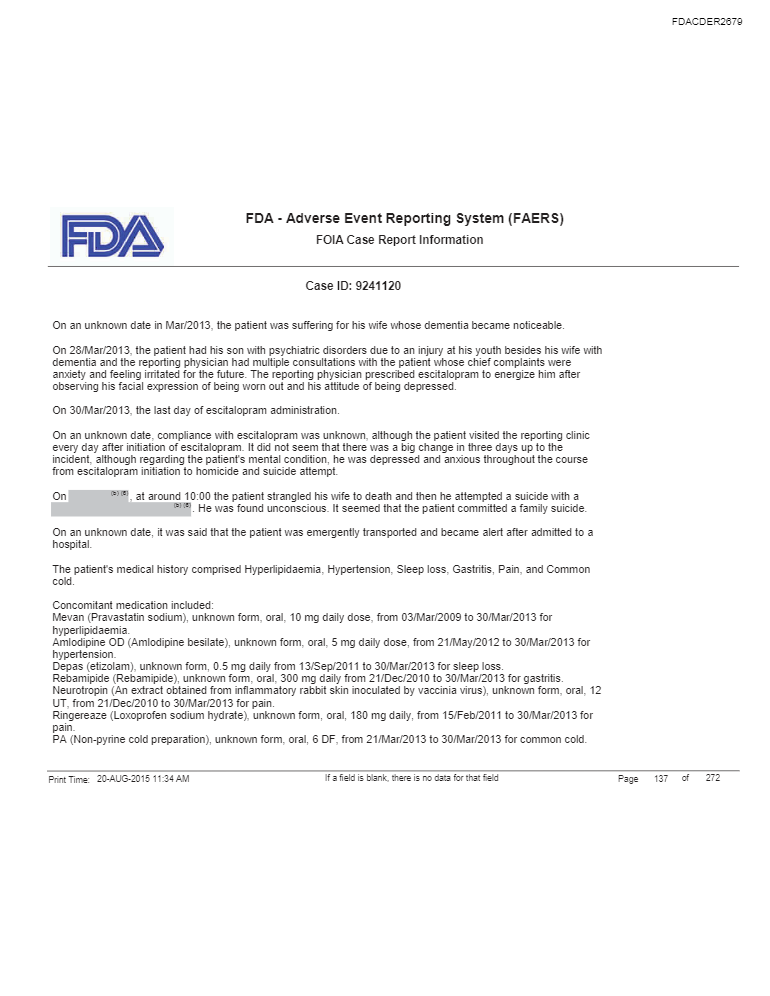 FDACDER2679
FDA
FDA - Adverse Event Reporting System (FAERS)
FOIA Case Report Information
Case ID: 9241120
On an unknown date in Mar/2013, the patient was suffering for his wife whose dementia became noticeable.
On 28/Mar/2013, the patient had his son with psychiatric disorders due to an injury at his youth besides his wife with
dementia and the reporting physician had multiple consultations with the patient whose chief complaints were
anxiety and feeling irritated for the future. The reporting physician prescribed escitalopram to energize him after
observing his facial expression of being worn out and his attitude of being depressed.
On 30/Mar/2013, the last day of escitalopram administration.
On an unknown date, compliance with escitalopram was unknown, although the patient visited the reporting clinic
every day after initiation of escitalopram. It did not seem that there was a big change in three days up to the
incident, although regarding the patient's mental condition, he was depressed and anxious throughout the course
from escitalopram initiation to homicide and suicide attempt.
On (b) (6), at around 10:00 the patient strangled his wife to death and then he attempted a suicide with a
(b) (6). He was found unconscious. It seemed that the patient committed a family suicide.
On an unknown date, it was said that the patient was emergently transported and became alert after admitted to a
hospital.
The patient's medical history comprised Hyperlipidaemia, Hypertension, Sleep loss, Gastritis, Pain, and Common
cold.
Concomitant medication included:
Mevan (Pravastatin sodium), unknown form, oral, 10 mg daily dose, from 03/Mar/2009 to 30/Mar/2013 for
hyperlipidaemia.
Amlodipine OD (Amlodipine besilate), unknown form, oral, 5 mg daily dose, from 21/May/2012 to 30/Mar/2013 for
hypertension.
Depas (etizolam), unknown form, 0.5 mg daily from 13/Sep/2011 to 30/Mar/2013 for sleep loss.
Rebamipide (Rebamipide), unknown form, oral, 300 mg daily from 21/Dec/2010 to 30/Mar/2013 for gastritis.
Neurotropin (An extract obtained from inflammatory rabbit skin inoculated by vaccinia virus), unknown form, oral, 12
UT, from 21/Dec/2010 to 30/Mar/2013 for pain.
Ringereaze (Loxoprofen sodium hydrate), unknown form, oral, 180 mg daily, from 15/Feb/2011 to 30/Mar/2013 for
pain.
PA (Non-pyrine cold preparation), unknown form, oral, 6 DF, from 21/Mar/2013 to 30/Mar/2013 for common cold.
Print Time: 20-AUG-2015 11:34 AM If a field is blank, there is no data for that field Page 137 of 272